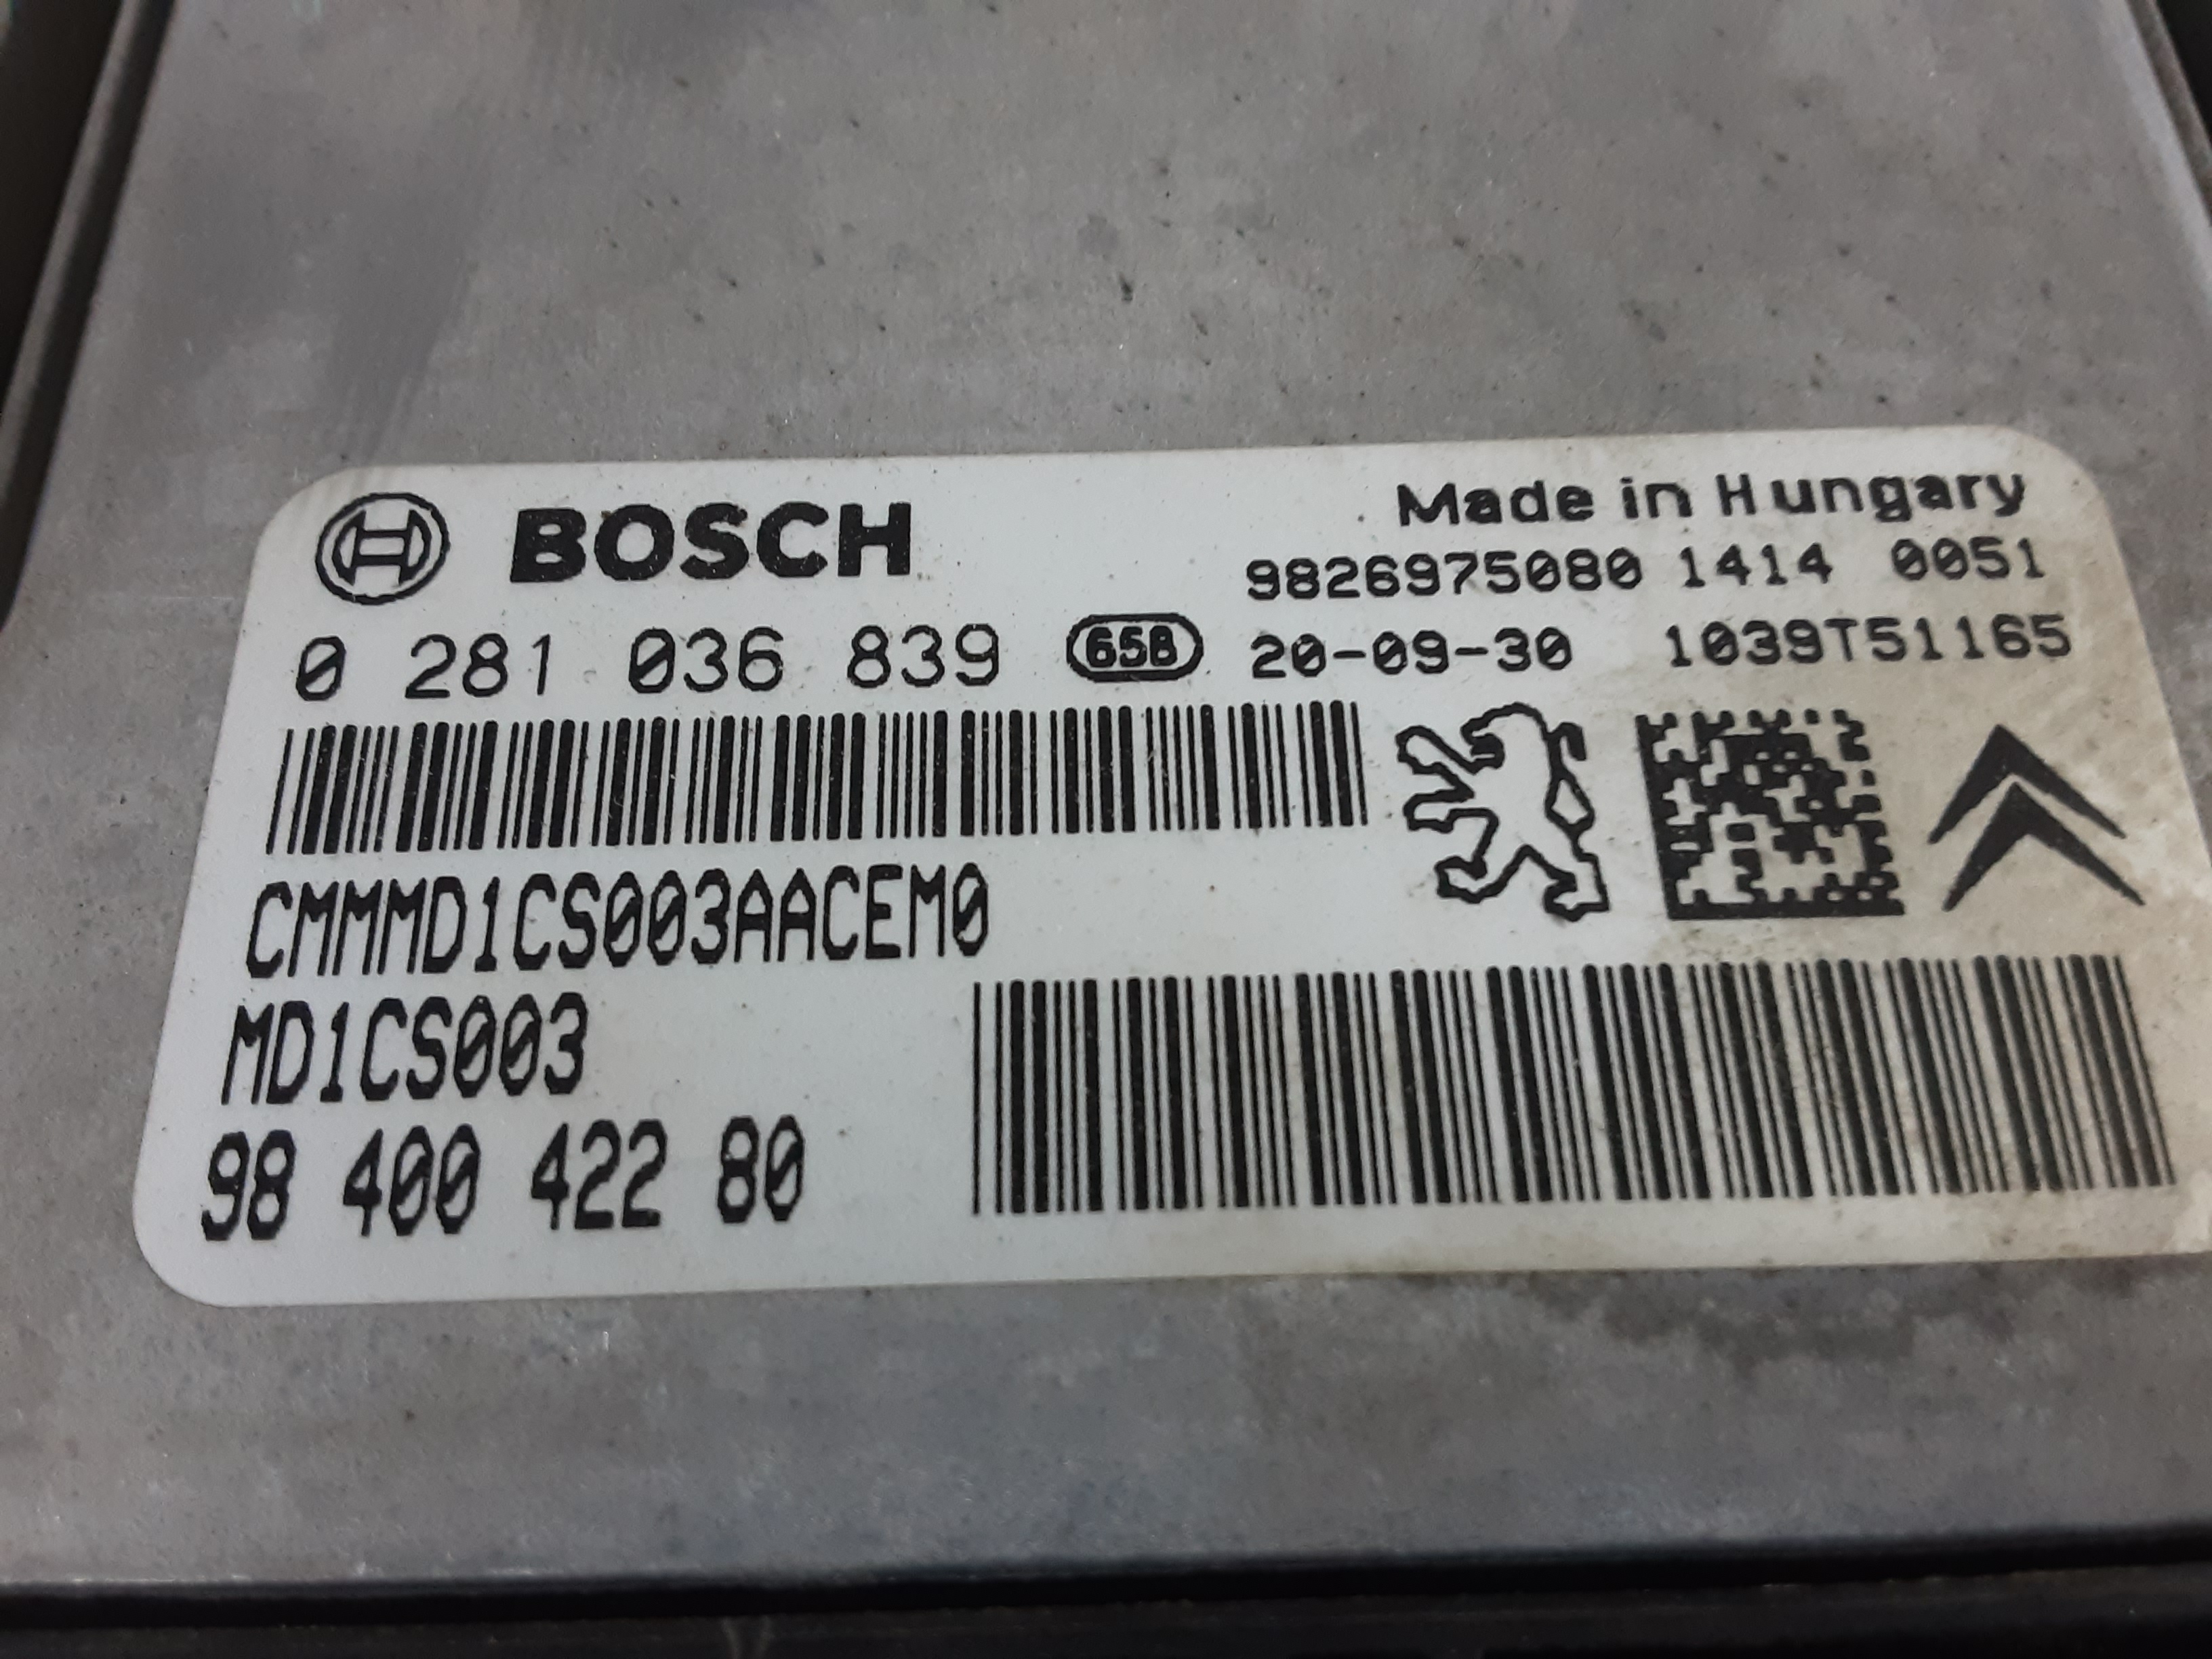 BOSCH
Made in Hungary
9826975080 1414 0051
0 281 036 839 65B 20-09-30 1039T51165
CMMMD1CS003AACEM0
MD1CS003
98 400 422 80